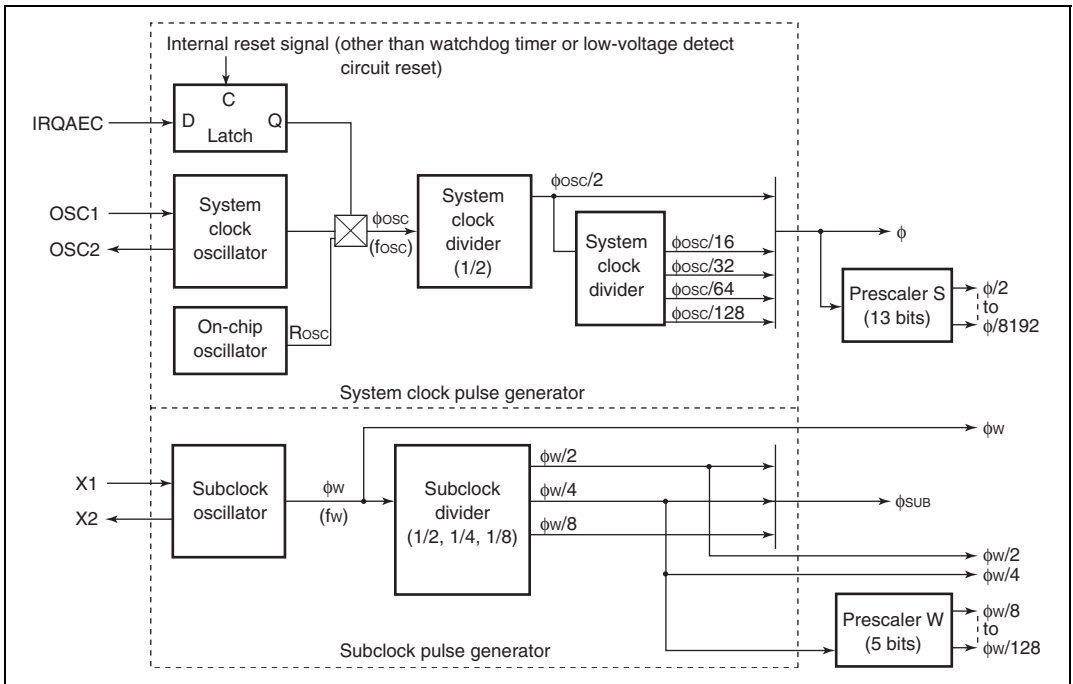 Internal reset signal (other than watchdog timer or low-voltage detect
circuit reset)
C
IRQAEC
D
Q
Latch
OSC1
OSC2
System
clock
oscillator
φOSC
(fOSC)
System
clock
divider
(1/2)
φOSC/2
System
clock
divider
φOSC/16
φOSC/32
φOSC/64
φOSC/128
φ
Prescaler S
(13 bits)
φ/2
to
φ/8192
On-chip
oscillator
ROSC
System clock pulse generator
X1
X2
Subclock
oscillator
φW
(fW)
Subclock
divider
(1/2, 1/4, 1/8)
φW/2
φW/4
φW/8
φW
φSUB
φW/2
φW/4
Prescaler W
(5 bits)
φW/8
to
φW/128
Subclock pulse generator